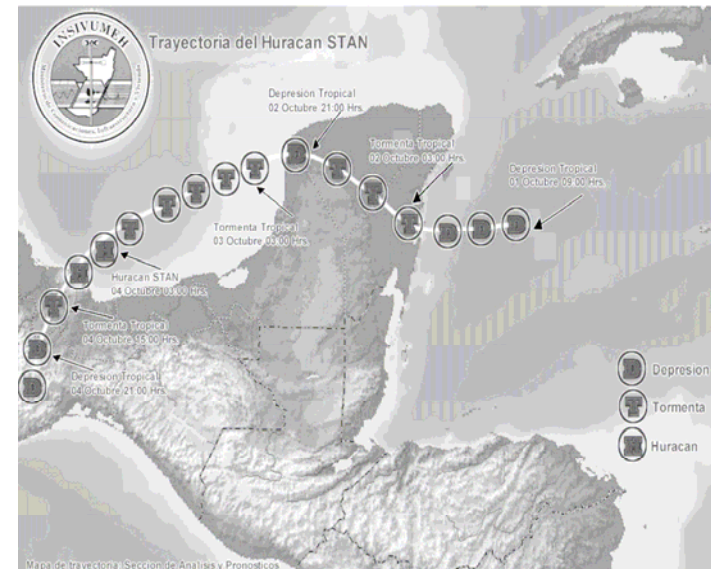 INSIVUMEH
Trayectoria del Huracan STAN
Depresion Tropical
02 Octubre 21:00 Hrs.
Tormenta Tropical
02 Octubre 03:00 Hrs.
Depresion Tropical
01 Octubre 09:00 Hrs.
Tormenta Tropical
03 Octubre 03:00 Hrs.
Huracan STAN
04 Octubre 03:00 Hrs.
Tormenta Tropical
04 Octubre 15:00 Hrs.
Depresion Tropical
04 Octubre 21:00 Hrs.
Depresion
Tormenta
Huracan
Mapa de trayectoria Seccion de Analisis y Pronosticos